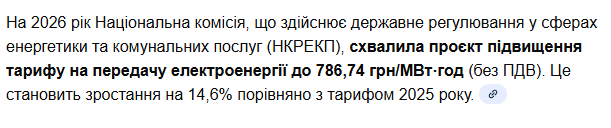 На 2026 рік Національна комісія, що здійснює державне регулювання у сферах
енергетики та комунальних послуг (НКРЕКП), схвалила проєкт підвищення
тарифу на передачу електроенергії до 786,74 грн/МВт·год (без ПДВ). Це
становить зростання на 14,6% порівняно з тарифом 2025 року.